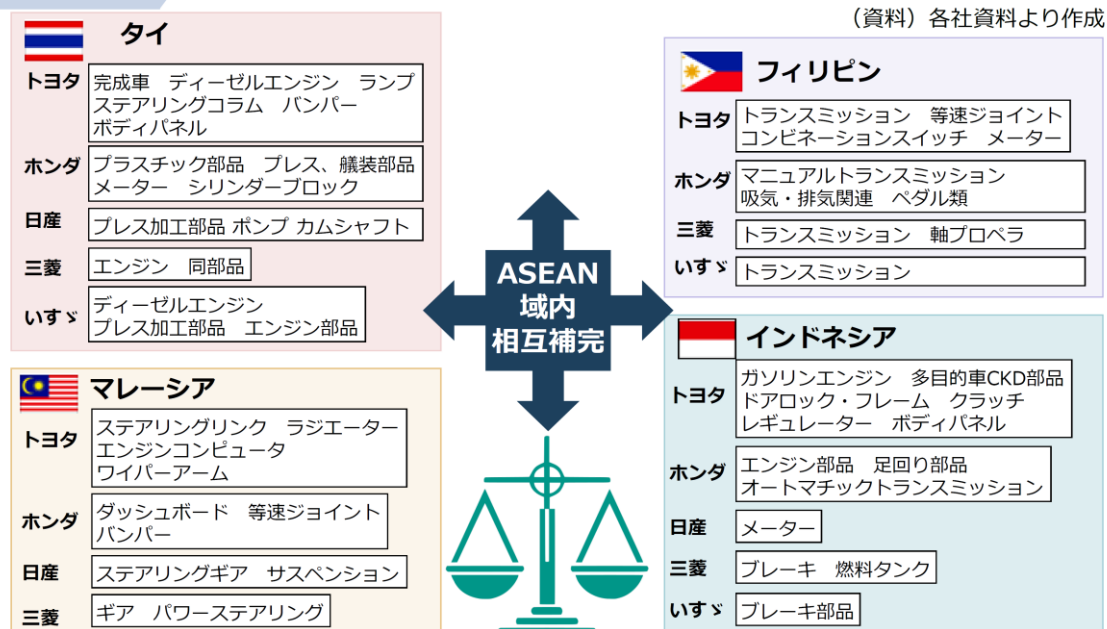 （資料）各社資料より作成
タイ
トヨタ
完成車　ディーゼルエンジン　ランプ
ステアリングコラム　バンパー
ボディパネル
ホンダ
プラスチック部品　プレス、艤装部品
メーター　シリンダーブロック
日産
プレス加工部品 ポンプ カムシャフト
三菱
エンジン　同部品
いすゞ
ディーゼルエンジン
プレス加工部品　エンジン部品
フィリピン
トヨタ
トランスミッション　等速ジョイント
コンビネーションスイッチ　メーター
ホンダ
マニュアルトランスミッション
吸気・排気関連　ペダル類
三菱
トランスミッション　軸プロペラ
いすゞ
トランスミッション
ASEAN
域内
相互補完
マレーシア
トヨタ
ステアリングリンク　ラジエーター
エンジンコンピュータ
ワイパーアーム
ホンダ
ダッシュボード　等速ジョイント
バンパー
日産
ステアリングギア　サスペンション
三菱
ギア　パワーステアリング
インドネシア
トヨタ
ガソリンエンジン　多目的車CKD部品
ドアロック・フレーム　クラッチ
レギュレーター　ボディパネル
ホンダ
エンジン部品　足回り部品
オートマチックトランスミッション
日産
メーター
三菱
ブレーキ　燃料タンク
いすゞ
ブレーキ部品